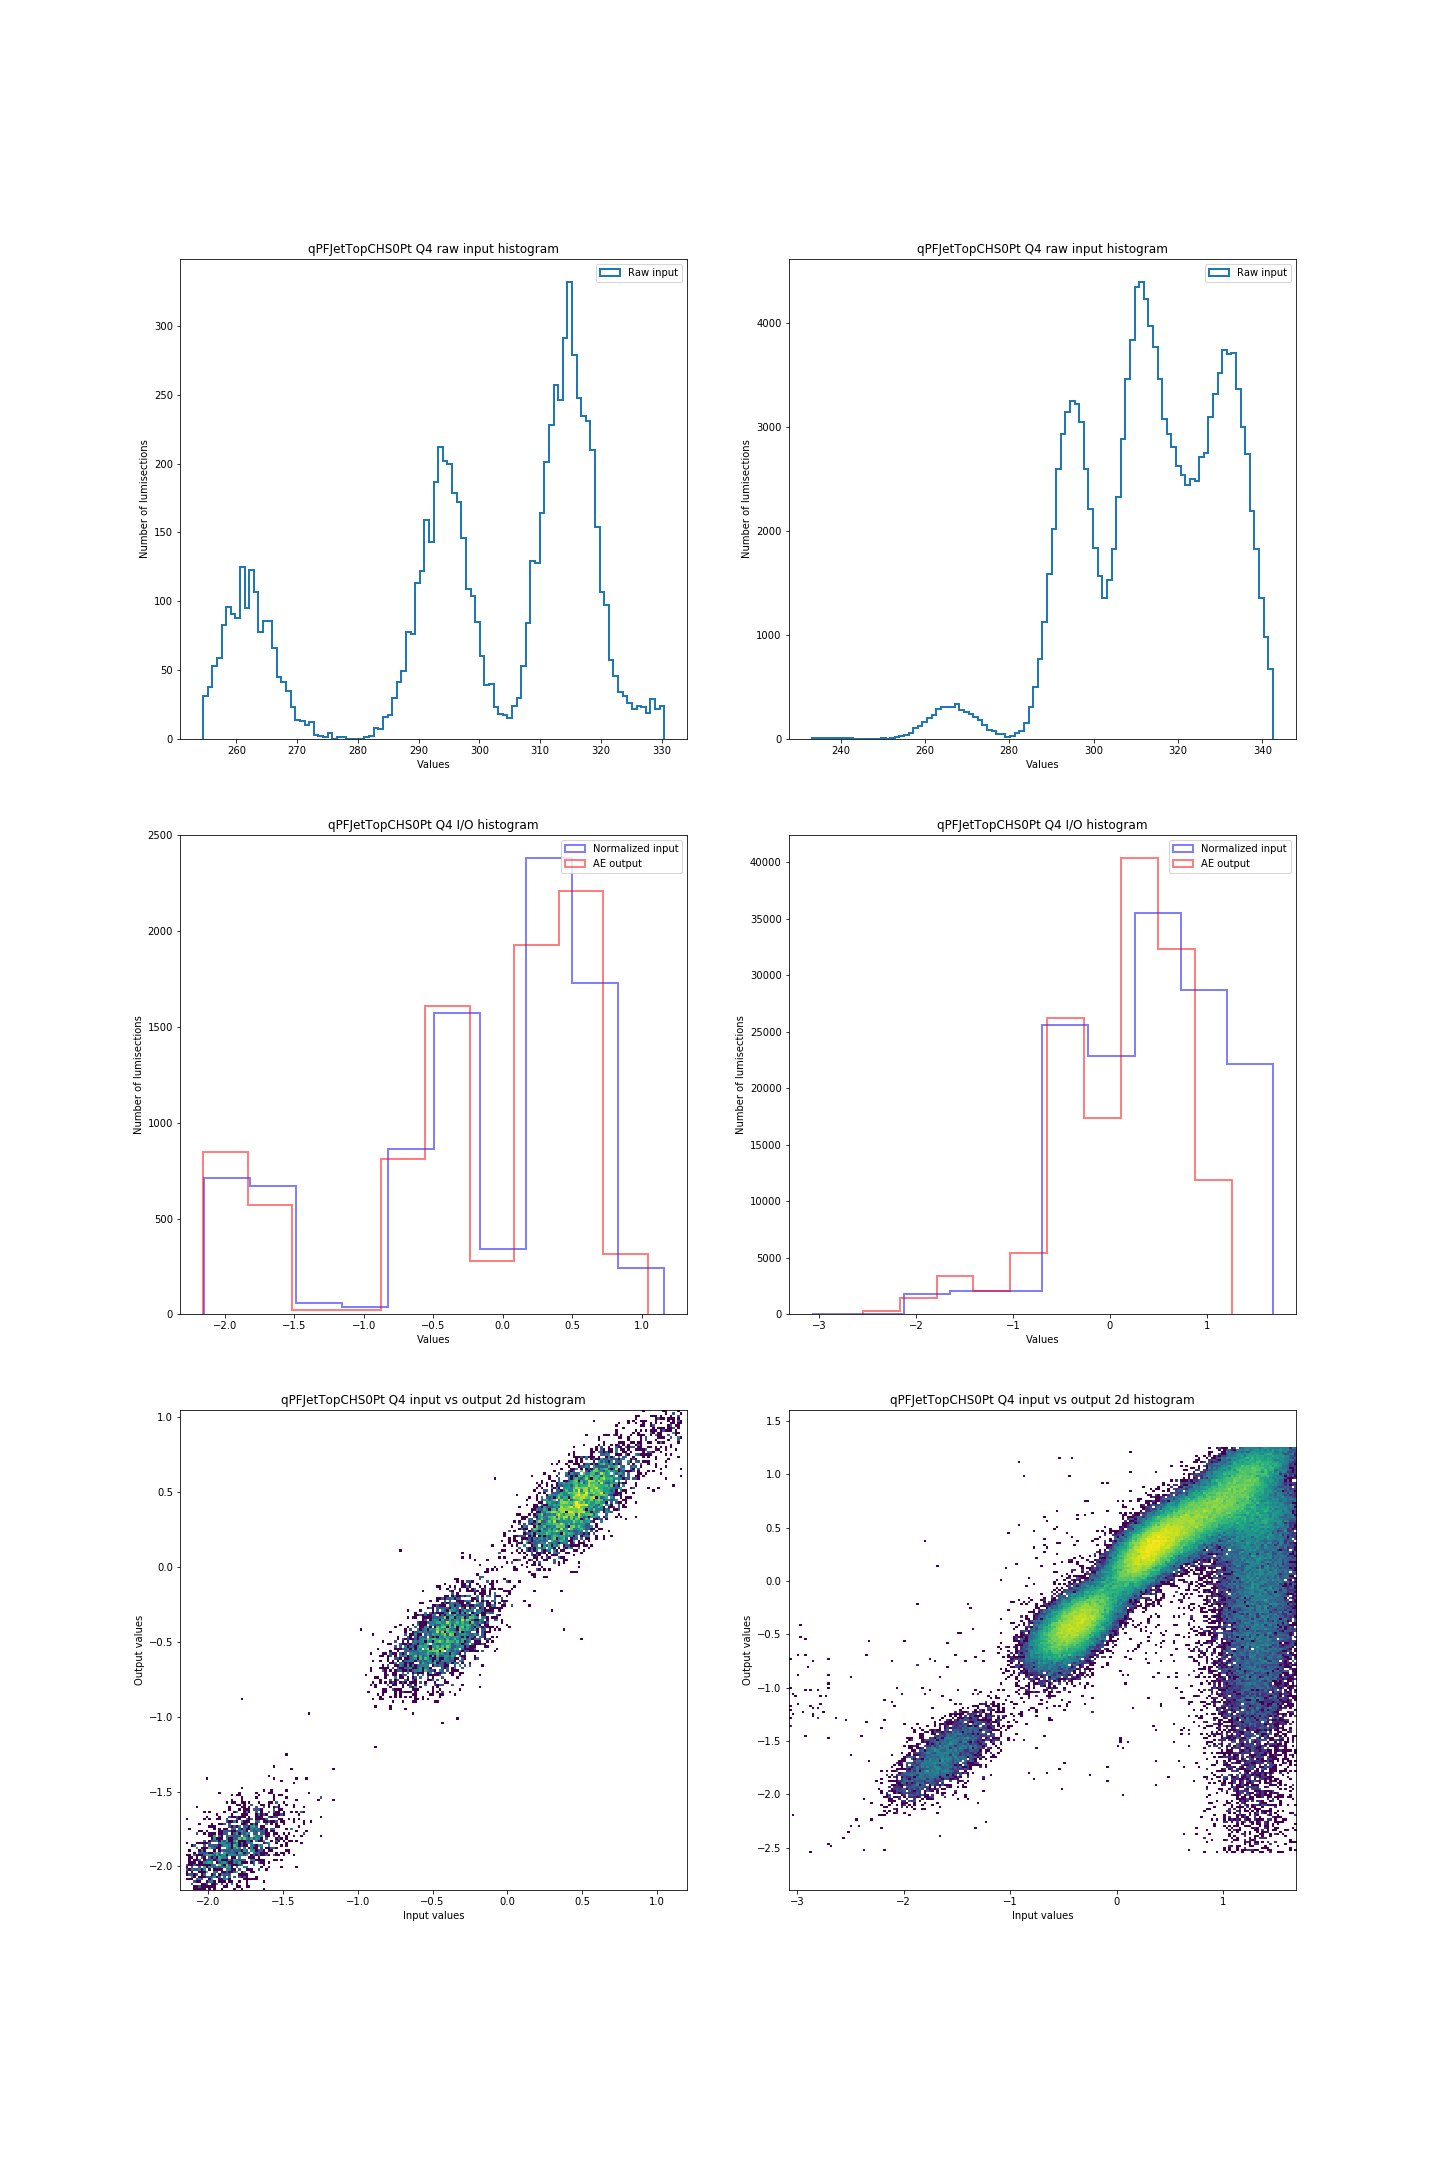 qPFJetTopCHS0Pt Q4 raw input histogram
Raw input
Number of lumisections
300
250
200
150
100
50
0
260 270 280 290 300 310 320 330
Values
qPFJetTopCHS0Pt Q4 raw input histogram
Raw input
Number of lumisections
4000
3000
2000
1000
0
240 260 280 300 320 340
Values
qPFJetTopCHS0Pt Q4 I/O histogram
Normalized input
AE output
Number of lumisections
2500
2000
1500
1000
500
0
−2.0 −1.5 −1.0 −0.5 0.0 0.5 1.0
Values
qPFJetTopCHS0Pt Q4 I/O histogram
Normalized input
AE output
Number of lumisections
40000
35000
30000
25000
20000
15000
10000
5000
0
−3 −2 −1 0 1
Values
qPFJetTopCHS0Pt Q4 input vs output 2d histogram
Output values
1.0
0.5
0.0
−0.5
−1.0
−1.5
−2.0
−2.0 −1.5 −1.0 −0.5 0.0 0.5 1.0
Input values
qPFJetTopCHS0Pt Q4 input vs output 2d histogram
Output values
1.5
1.0
0.5
0.0
−0.5
−1.0
−1.5
−2.0
−2.5
−3 −2 −1 0 1
Input values